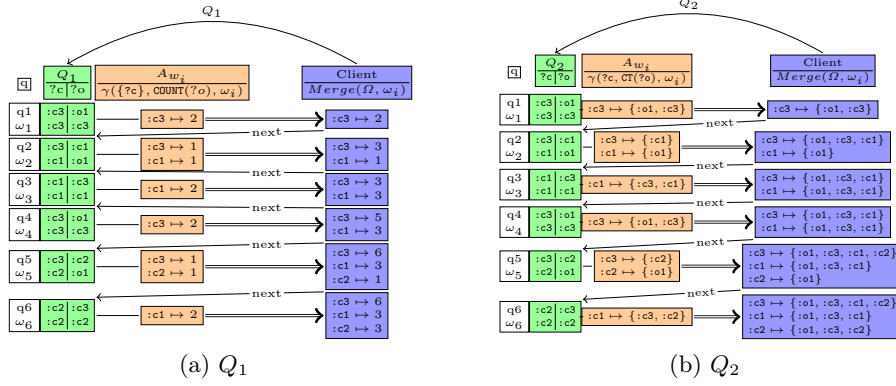 Q₁
q
Q₁
?c|?o
A_{w_i}
γ({?c}, COUNT(?o), ω_i)
Client
Merge(Ω, ω_i)
q1 :c3|:o1
ω₁ :c3|:c3
:c3 ↦ 2
:c3 ↦ 2
next
q2 :c3|:c1
ω₂ :c1|:o1
:c3 ↦ 1
:c1 ↦ 1
:c3 ↦ 3
:c1 ↦ 1
next
q3 :c1|:c3
ω₃ :c1|:c1
:c1 ↦ 2
:c3 ↦ 3
:c1 ↦ 3
next
q4 :c3|:o1
ω₄ :c3|:c3
:c3 ↦ 2
:c3 ↦ 5
:c1 ↦ 3
next
q5 :c3|:c2
ω₅ :c2|:o1
:c3 ↦ 1
:c2 ↦ 1
:c3 ↦ 6
:c1 ↦ 3
:c2 ↦ 1
next
q6 :c2|:c3
ω₆ :c2|:c2
:c1 ↦ 2
:c3 ↦ 6
:c1 ↦ 3
:c2 ↦ 3
(a) Q₁
Q₂
q
Q₂
?c|?o
A_{w_i}
γ(?c, CT(?o), ω_i)
Client
Merge(Ω, ω_i)
q1 :c3|:o1
ω₁ :c3|:c3
:c3 ↦ {:o1, :c3}
:c3 ↦ {:o1, :c3}
next
q2 :c3|:c1
ω₂ :c1|:o1
:c3 ↦ {:c1}
:c1 ↦ {:o1}
:c3 ↦ {:o1, :c3, :c1}
:c1 ↦ {:o1}
next
q3 :c1|:c3
ω₃ :c1|:c1
:c1 ↦ {:c3, :c1}
:c3 ↦ {:o1, :c3, :c1}
:c1 ↦ {:o1, :c3, :c1}
next
q4 :c3|:o1
ω₄ :c3|:c3
:c3 ↦ {:o1, :c3}
:c3 ↦ {:o1, :c3, :c1}
:c1 ↦ {:o1, :c3, :c1}
next
q5 :c3|:c2
ω₅ :c2|:o1
:c3 ↦ {:c2}
:c2 ↦ {:o1}
:c3 ↦ {:o1, :c3, :c1, :c2}
:c1 ↦ {:o1, :c3, :c1}
:c2 ↦ {:o1}
next
q6 :c2|:c3
ω₆ :c2|:c2
:c1 ↦ {:c3, :c2}
:c3 ↦ {:o1, :c3, :c1, :c2}
:c1 ↦ {:o1, :c3, :c1}
:c2 ↦ {:o1, :c3, :c2}
(b) Q₂